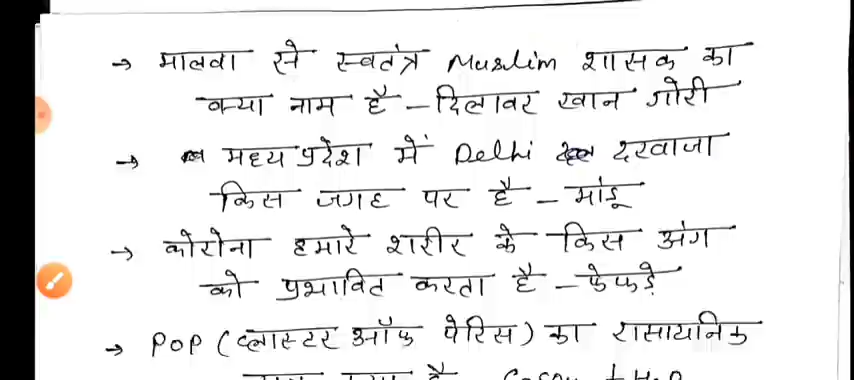 → मालवा से स्वतंत्र Muslim शासक का
क्या नाम है – दिलावर खान गोरी
→ मध्य प्रदेश में Delhi दरवाजा
किस जगह पर है – मांडू
→ कोरोना हमारे शरीर के किस अंग
को प्रभावित करता है – फेफड़े
→ POP (प्लास्टर ऑफ पेरिस) का रासायनिक